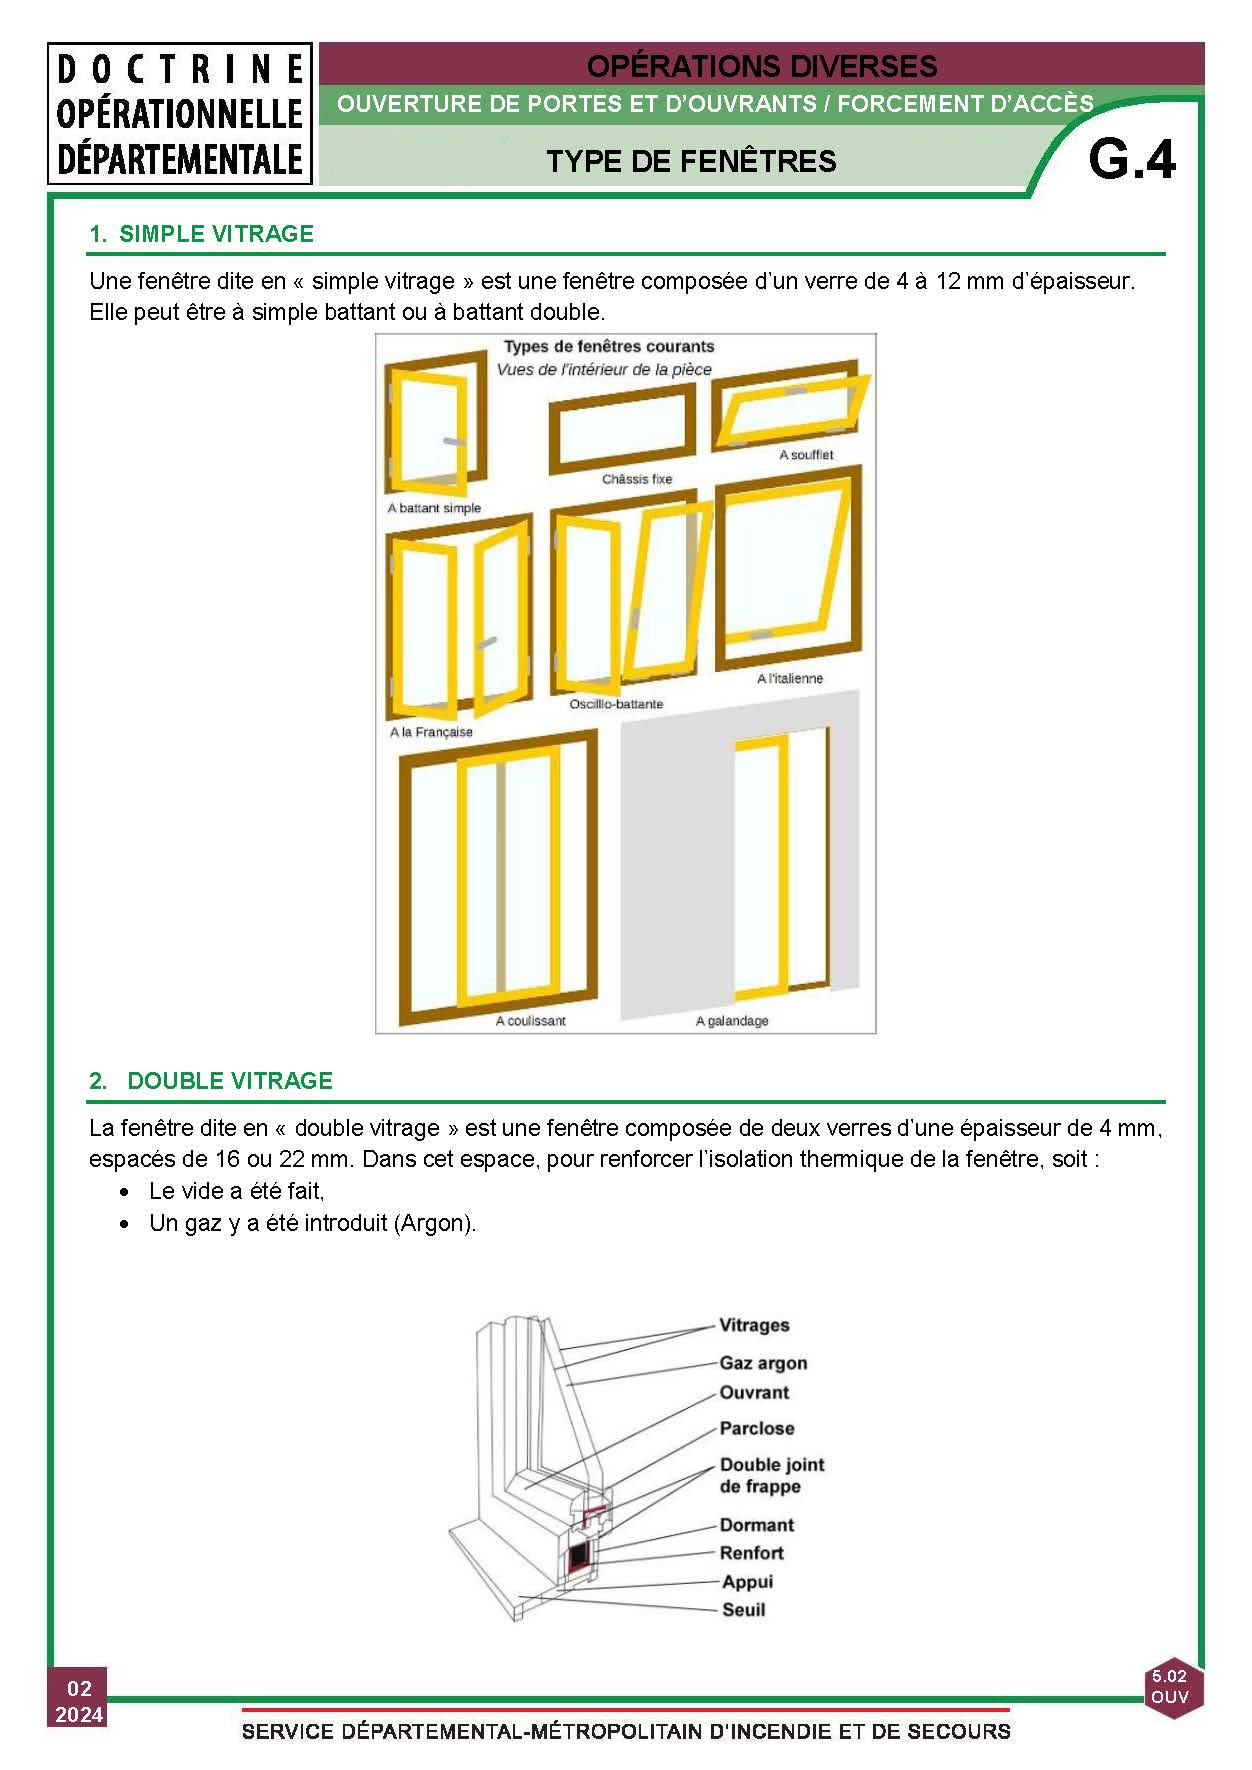 DOCTRINE
OPÉRATIONNELLE
DÉPARTEMENTALE
OPÉRATIONS DIVERSES
OUVERTURE DE PORTES ET D’OUVRANTS / FORCEMENT D’ACCÈS
TYPE DE FENÊTRES
G.4
1. SIMPLE VITRAGE
Une fenêtre dite en « simple vitrage » est une fenêtre composée d’un verre de 4 à 12 mm d’épaisseur.
Elle peut être à simple battant ou à battant double.
Types de fenêtres courants
Vues de l'intérieur de la pièce
A soufflet
Châssis fixe
A battant simple
A l'italienne
Oscilllo-battante
A la Française
A coulissant
A galandage
2. DOUBLE VITRAGE
La fenêtre dite en « double vitrage » est une fenêtre composée de deux verres d’une épaisseur de 4 mm,
espacés de 16 ou 22 mm. Dans cet espace, pour renforcer l’isolation thermique de la fenêtre, soit :
• Le vide a été fait,
• Un gaz y a été introduit (Argon).
Vitrages
Gaz argon
Ouvrant
Parclose
Double joint
de frappe
Dormant
Renfort
Appui
Seuil
02
2024
5.02
OUV
SERVICE DÉPARTEMENTAL-MÉTROPOLITAIN D'INCENDIE ET DE SECOURS